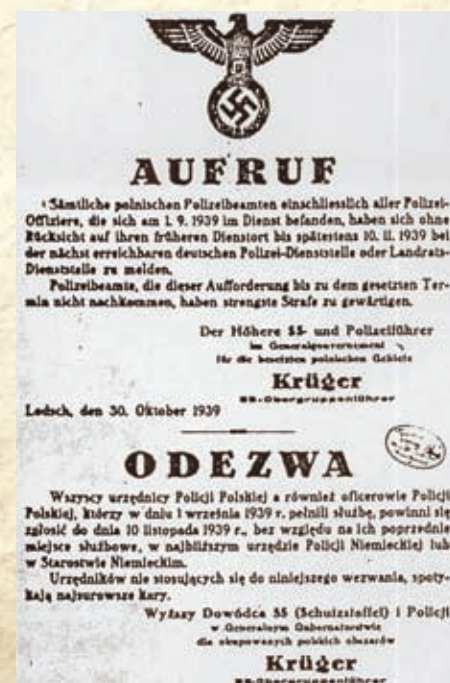 AUFRUF
Sämtliche polnischen Polizeibeamten einschliesslich aller Polizei-
Offiziere, die sich am 1. 9. 1939 im Dienst befanden, haben sich ohne
Rücksicht auf ihren früheren Dienstort bis spätestens 10. 11. 1939 bei
der nächst erreichbaren deutschen Polizei-Dienststelle oder Landrats-
Dienststelle zu melden.
Polizeibeamte, die dieser Aufforderung bis zu dem gesetzten Ter-
min nicht nachkommen, haben strengste Strafe zu gewärtigen.
Der Höhere SS- und Polizeiführer
im Generalgouvernement
für die besetzten polnischen Gebiete
Krüger
SS-Obergruppenführer
Lodsch, den 30. Oktober 1939
ODEZWA
Wszyscy urzędnicy Policji Polskiej a również oficerowie Policji
Polskiej, którzy w dniu 1 września 1939 r. pełnili służbę, powinni się
zgłosić do dnia 10 listopada 1939 r., bez względu na ich poprzednie
miejsce służbowe, w najbliższym urzędzie Policji Niemieckiej lub
w Starostwie Niemieckim.
Urzędników nie stosujących się do niniejszego wezwania, spoty-
kają najsurowsze kary.
Wyższy Dowódca SS (Schutzstaffel) i Policji
w Generalnym Gubernatorstwie
dla okupowanych polskich obszarów
Krüger
SS-Obergruppenführer